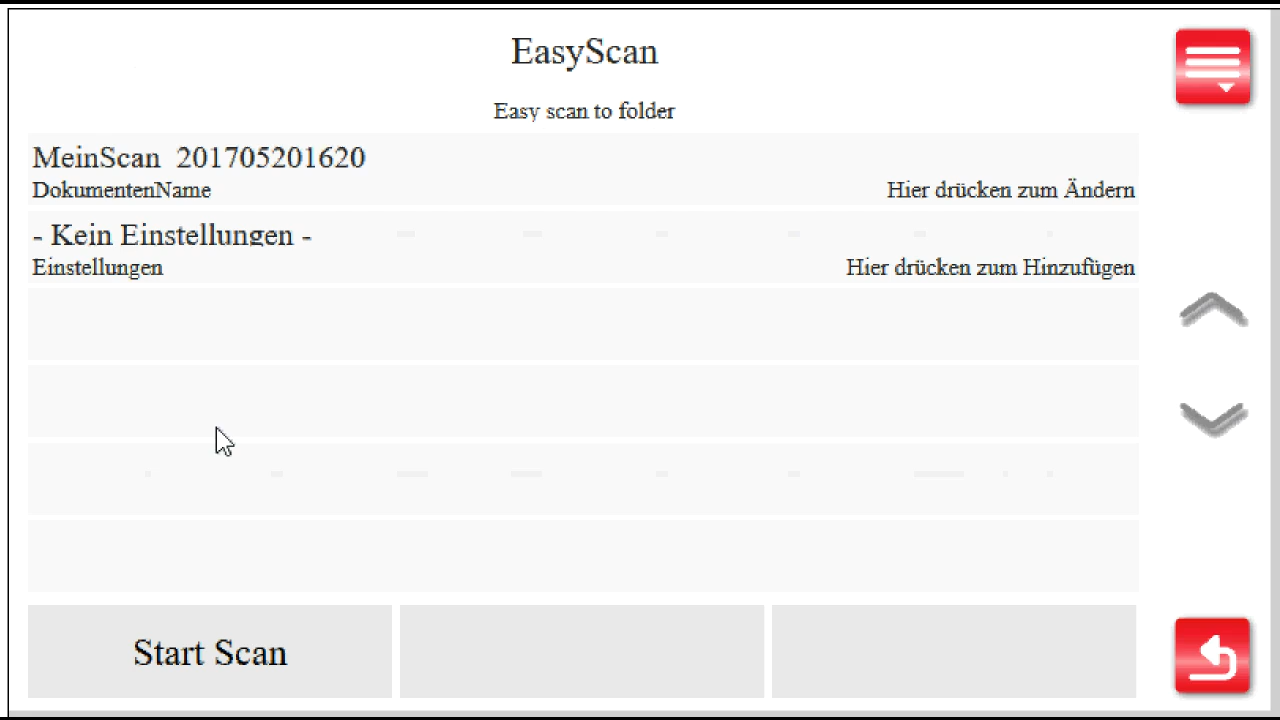 EasyScan
Easy scan to folder
MeinScan 201705201620
DokumentenName Hier drücken zum Ändern
- Kein Einstellungen -
Einstellungen Hier drücken zum Hinzufügen
Start Scan